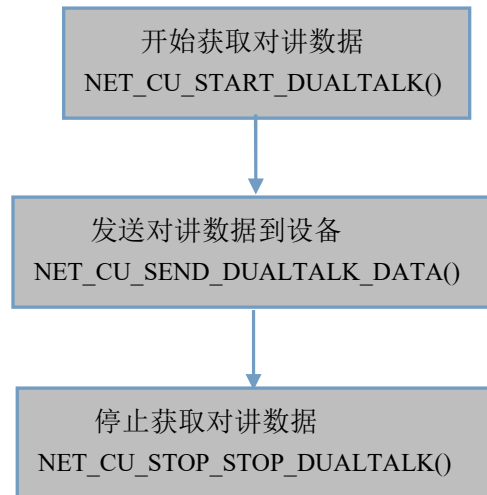 开始获取对讲数据
NET_CU_START_DUALTALK()
发送对讲数据到设备
NET_CU_SEND_DUALTALK_DATA()
停止获取对讲数据
NET_CU_STOP_STOP_DUALTALK()